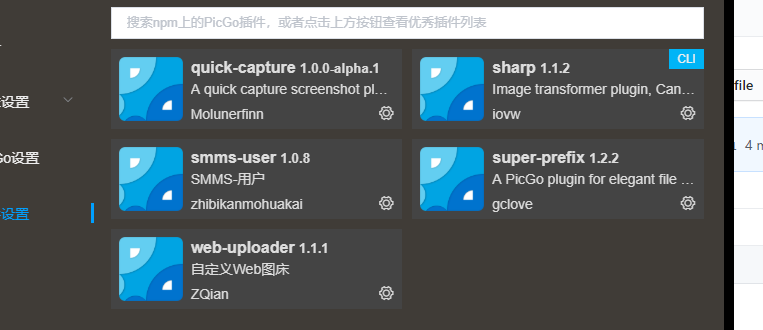 搜索npm上的PicGo插件，或者点击上方按钮查看优秀插件列表
quick-capture 1.0.0-alpha.1
A quick capture screenshot pl...
Molunerfinn
CLI
sharp 1.1.2
Image transformer plugin, Can...
iovw
smms-user 1.0.8
SMMS-用户
zhibikanmohuakai
super-prefix 1.2.2
A PicGo plugin for elegant file ...
gclove
web-uploader 1.1.1
自定义Web图床
ZQian
设置
Go设置
设置
file
4 m